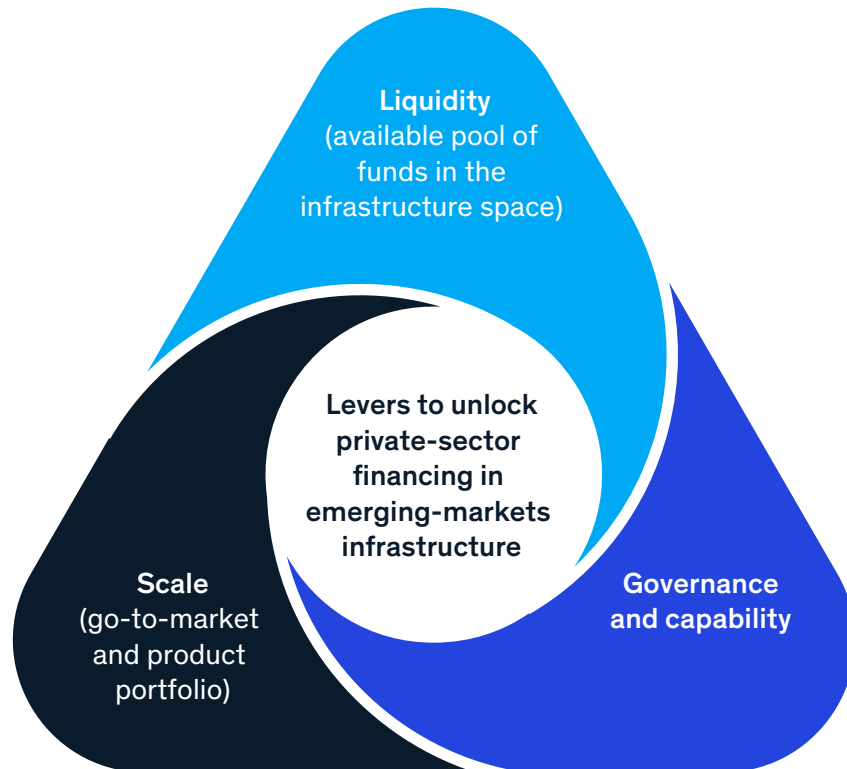 Liquidity
(available pool of
funds in the
infrastructure space)
Levers to unlock
private-sector
financing in
emerging-markets
infrastructure
Scale
(go-to-market
and product
portfolio)
Governance
and capability